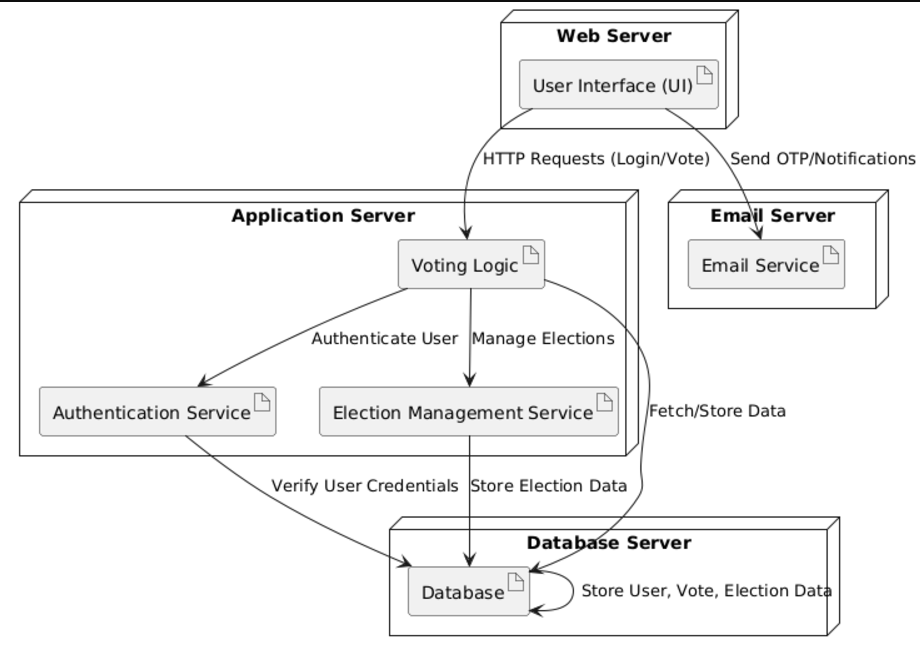 Web Server
User Interface (UI)
HTTP Requests (Login/Vote)
Send OTP/Notifications
Application Server
Email Server
Voting Logic
Email Service
Authenticate User
Manage Elections
Authentication Service
Election Management Service
Fetch/Store Data
Verify User Credentials
Store Election Data
Database Server
Database
Store User, Vote, Election Data